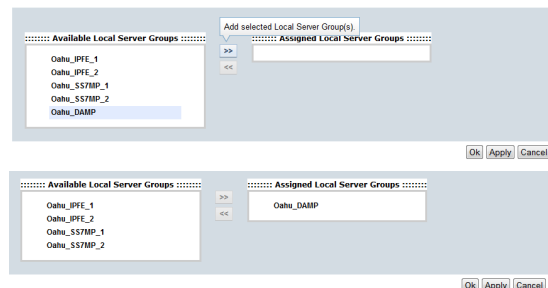 Add selected Local Server Group(s).
:::::::: Available Local Server Groups ::::::::
:::::::: Assigned Local Server Groups ::::::::
>>
<<
Oahu_IPFE_1
Oahu_IPFE_2
Oahu_SS7MP_1
Oahu_SS7MP_2
Oahu_DAMP
Ok Apply Cancel
:::::::: Available Local Server Groups ::::::::
:::::::: Assigned Local Server Groups ::::::::
>>
<<
Oahu_IPFE_1
Oahu_IPFE_2
Oahu_SS7MP_1
Oahu_SS7MP_2
Oahu_DAMP
Ok Apply Cancel